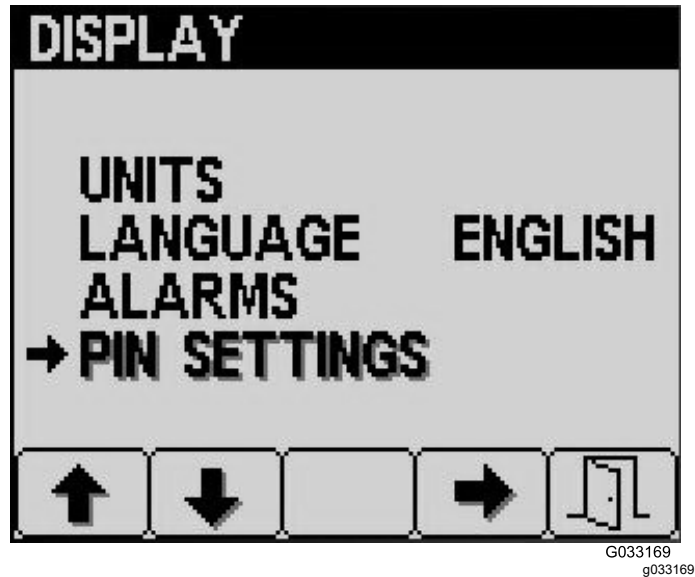 DISPLAY
UNITS
LANGUAGE ENGLISH
ALARMS
PIN SETTINGS
G033169
g033169